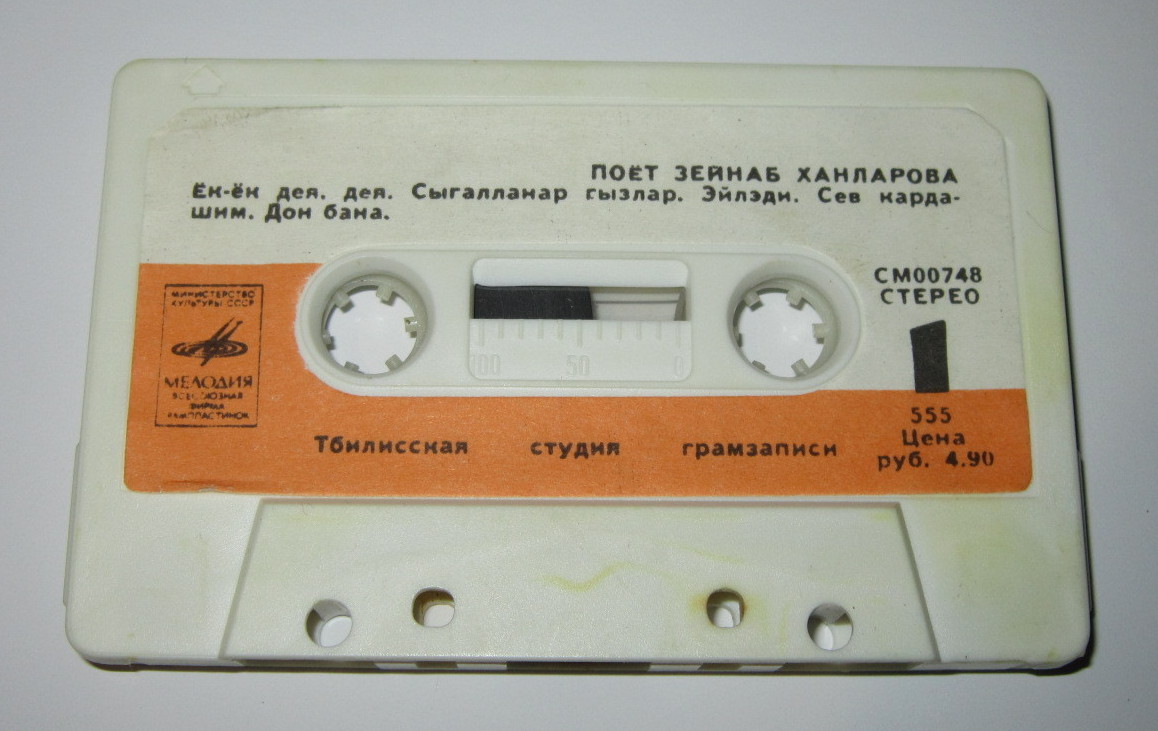 ПОЁТ ЗЕЙНАБ ХАНЛАРОВА
Ёк-ёк дея, дея. Сыгалланар гызлар. Эйлэди. Сев карда-
шим. Дон бана.
СМ00748
СТЕРЕО
МИНИСТЕРСТВО
КУЛЬТУРЫ СССР
МЕЛОДИЯ
ВСЕСОЮЗНАЯ
ФИРМА
ГРАМПЛАСТИНОК
100 50 0
1
555
Цена
руб. 4.90
Тбилисская студия грамзаписи